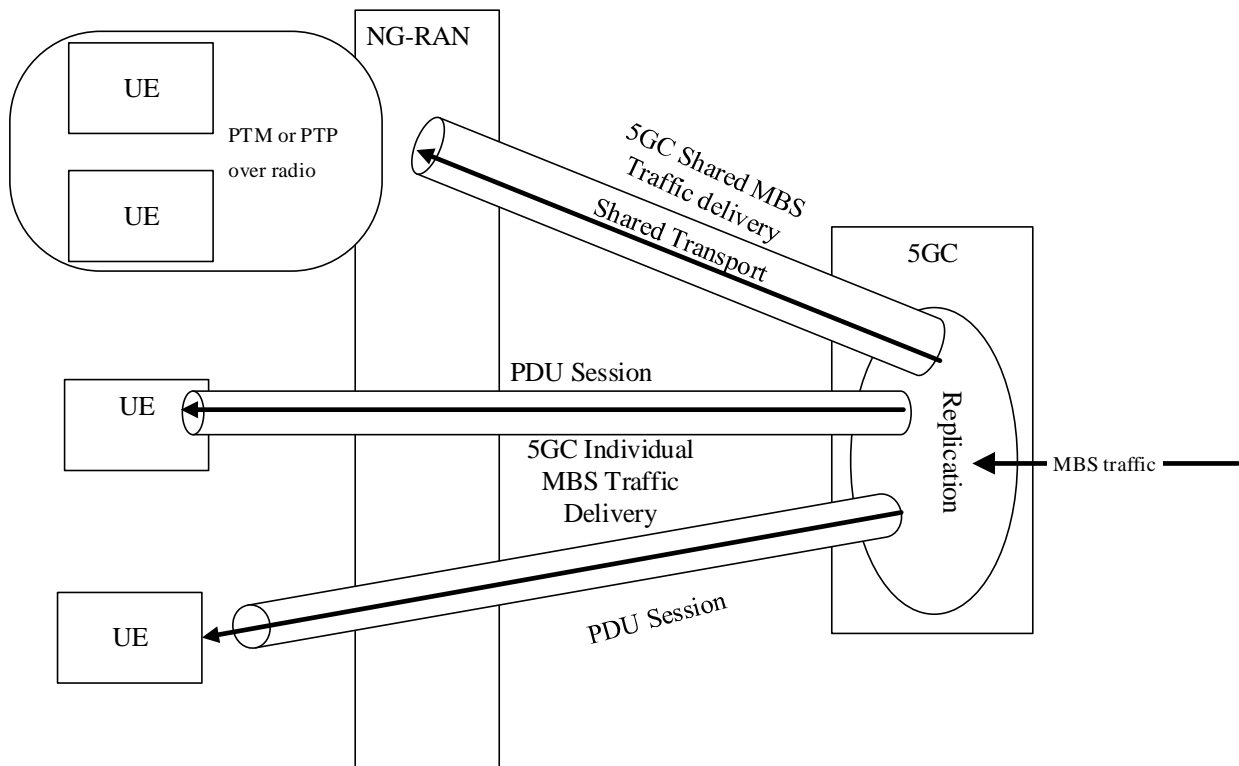 NG-RAN
UE
PTM or PTP
over radio
UE
5GC Shared MBS
Traffic delivery
Shared Transport
5GC
PDU Session
UE
Replication
5GC Individual
MBS Traffic
Delivery
MBS traffic
PDU Session
UE